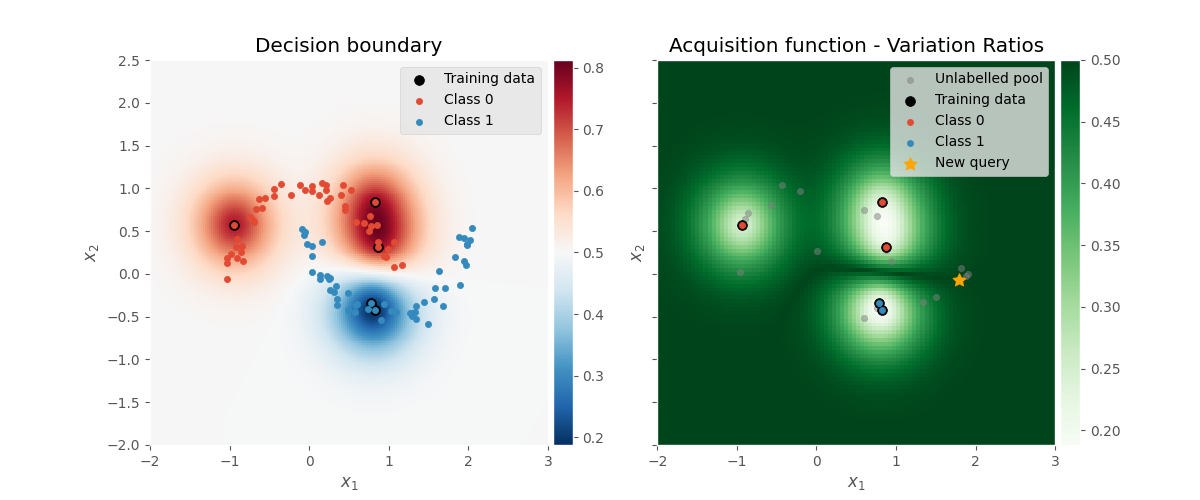 Decision boundary
Training data
Class 0
Class 1
2.5
2.0
1.5
1.0
0.5
0.0
−0.5
−1.0
−1.5
−2.0
x₂
−2
−1
0
1
2
3
x₁
0.8
0.7
0.6
0.5
0.4
0.3
0.2
Acquisition function - Variation Ratios
Unlabelled pool
Training data
Class 0
Class 1
New query
x₂
−2
−1
0
1
2
3
x₁
0.50
0.45
0.40
0.35
0.30
0.25
0.20